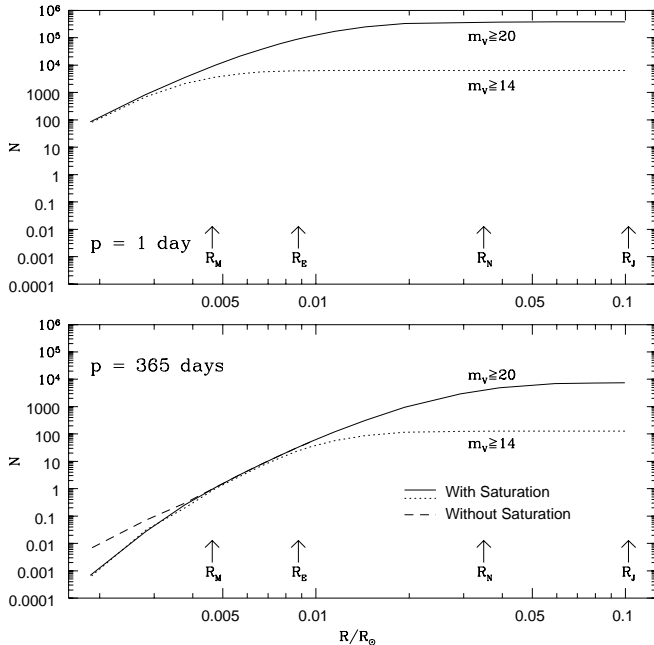 10⁶
10⁵
10⁴
1000
100
10
1
0.1
0.01
0.001
0.0001
N
m_V≥20
m_V≥14
p = 1 day
R_M
R_E
R_N
R_J
0.005
0.01
0.05
0.1
10⁶
10⁵
10⁴
1000
100
10
1
0.1
0.01
0.001
0.0001
N
p = 365 days
m_V≥20
m_V≥14
With Saturation
Without Saturation
R_M
R_E
R_N
R_J
0.005
0.01
0.05
0.1
R/R☉